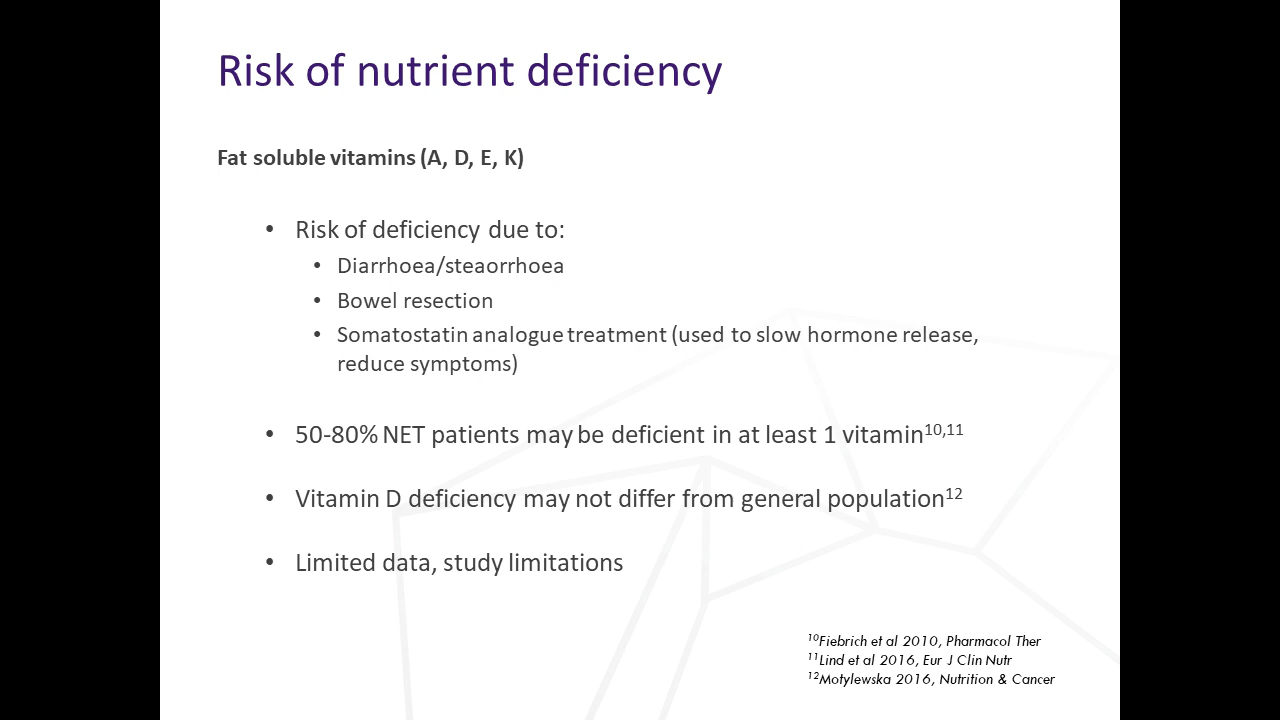 Risk of nutrient deficiency
Fat soluble vitamins (A, D, E, K)
• Risk of deficiency due to:
• Diarrhoea/steaorrhoea
• Bowel resection
• Somatostatin analogue treatment (used to slow hormone release,
reduce symptoms)
• 50-80% NET patients may be deficient in at least 1 vitamin10,11
• Vitamin D deficiency may not differ from general population12
• Limited data, study limitations
10Fiebrich et al 2010, Pharmacol Ther
11Lind et al 2016, Eur J Clin Nutr
12Motylewska 2016, Nutrition & Cancer